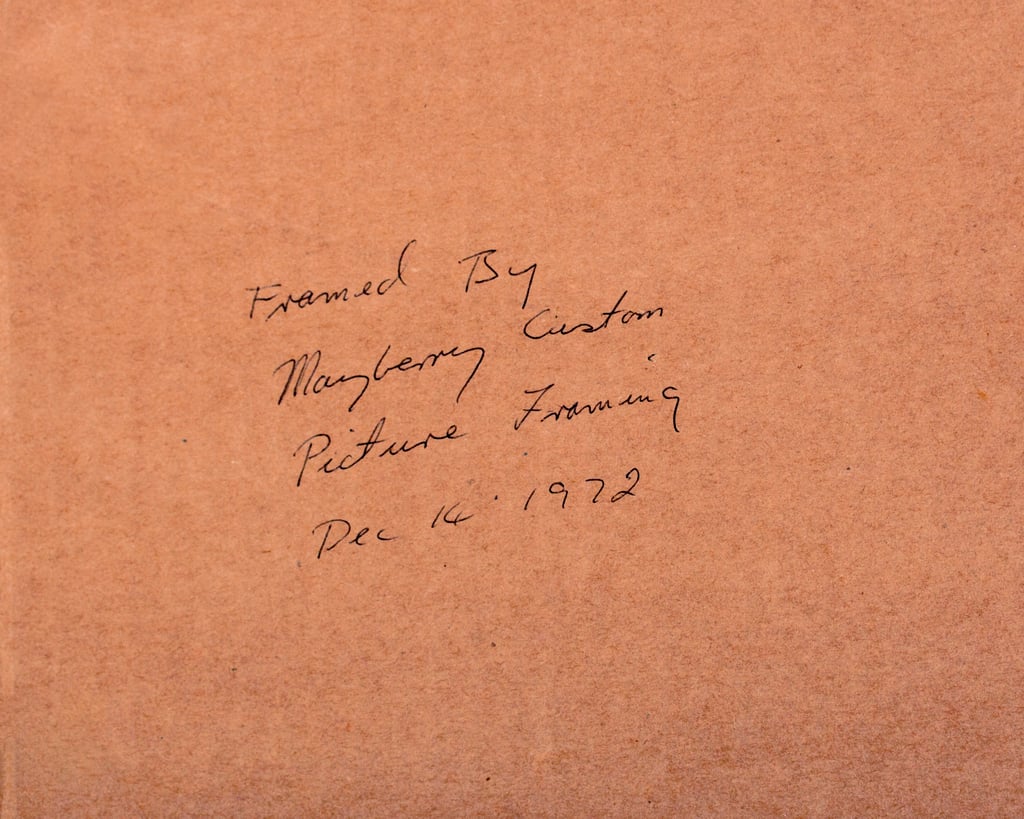 Framed By
Mayberry Custom
Picture Framing
Dec 14 1972